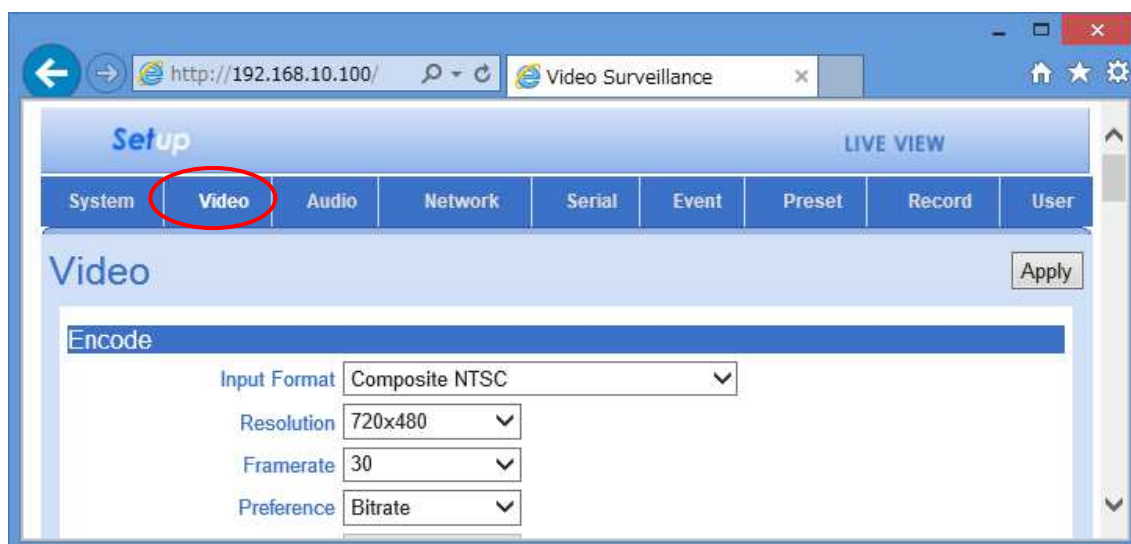 http://192.168.10.100/ Video Surveillance
Setup LIVE VIEW
System Video Audio Network Serial Event Preset Record User
Video Apply
Encode
Input Format Composite NTSC
Resolution 720x480
Framerate 30
Preference Bitrate